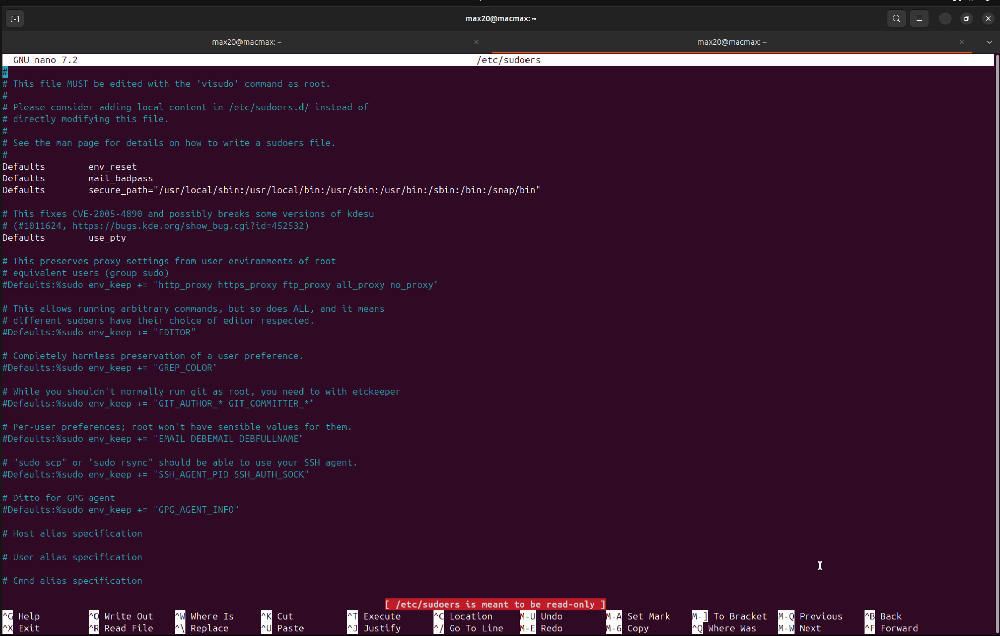 max20@macmax: ~
max20@macmax: ~
max20@macmax: ~
GNU nano 7.2 /etc/sudoers
#
# This file MUST be edited with the 'visudo' command as root.
#
# Please consider adding local content in /etc/sudoers.d/ instead of
# directly modifying this file.
#
# See the man page for details on how to write a sudoers file.
#
Defaults        env_reset
Defaults        mail_badpass
Defaults        secure_path="/usr/local/sbin:/usr/local/bin:/usr/sbin:/usr/bin:/sbin:/bin:/snap/bin"
# This fixes CVE-2005-4890 and possibly breaks some versions of kdesu
# (#1011624, https://bugs.kde.org/show_bug.cgi?id=452532)
Defaults        use_pty
# This preserves proxy settings from user environments of root
# equivalent users (group sudo)
#Defaults:%sudo env_keep += "http_proxy https_proxy ftp_proxy all_proxy no_proxy"
# This allows running arbitrary commands, but so does ALL, and it means
# different sudoers have their choice of editor respected.
#Defaults:%sudo env_keep += "EDITOR"
# Completely harmless preservation of a user preference.
#Defaults:%sudo env_keep += "GREP_COLOR"
# While you shouldn't normally run git as root, you need to with etckeeper
#Defaults:%sudo env_keep += "GIT_AUTHOR_* GIT_COMMITTER_*"
# Per-user preferences; root won't have sensible values for them.
#Defaults:%sudo env_keep += "EMAIL DEBEMAIL DEBFULLNAME"
# "sudo scp" or "sudo rsync" should be able to use your SSH agent.
#Defaults:%sudo env_keep += "SSH_AGENT_PID SSH_AUTH_SOCK"
# Ditto for GPG agent
#Defaults:%sudo env_keep += "GPG_AGENT_INFO"
# Host alias specification
# User alias specification
# Cmnd alias specification
[ /etc/sudoers is meant to be read-only ]
^G Help ^O Write Out ^W Where Is ^K Cut ^T Execute ^C Location M-U Undo M-A Set Mark M-] To Bracket M-Q Previous ^B Back
^X Exit ^R Read File ^\ Replace ^U Paste ^J Justify ^/ Go To Line M-E Redo M-6 Copy ^Q Where Was M-W Next ^F Forward